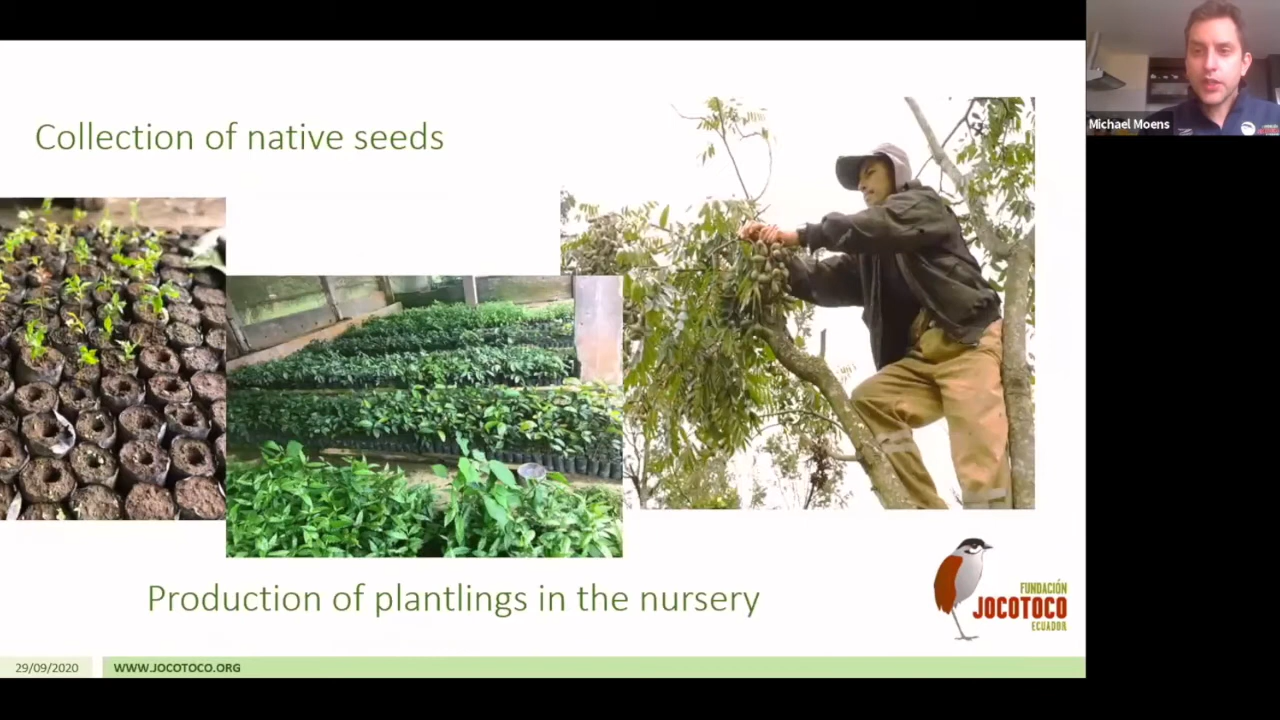 Michael Moens
Collection of native seeds
Production of plantlings in the nursery
FUNDACIÓN
JOCOTOCO
ECUADOR
29/09/2020
WWW.JOCOTOCO.ORG